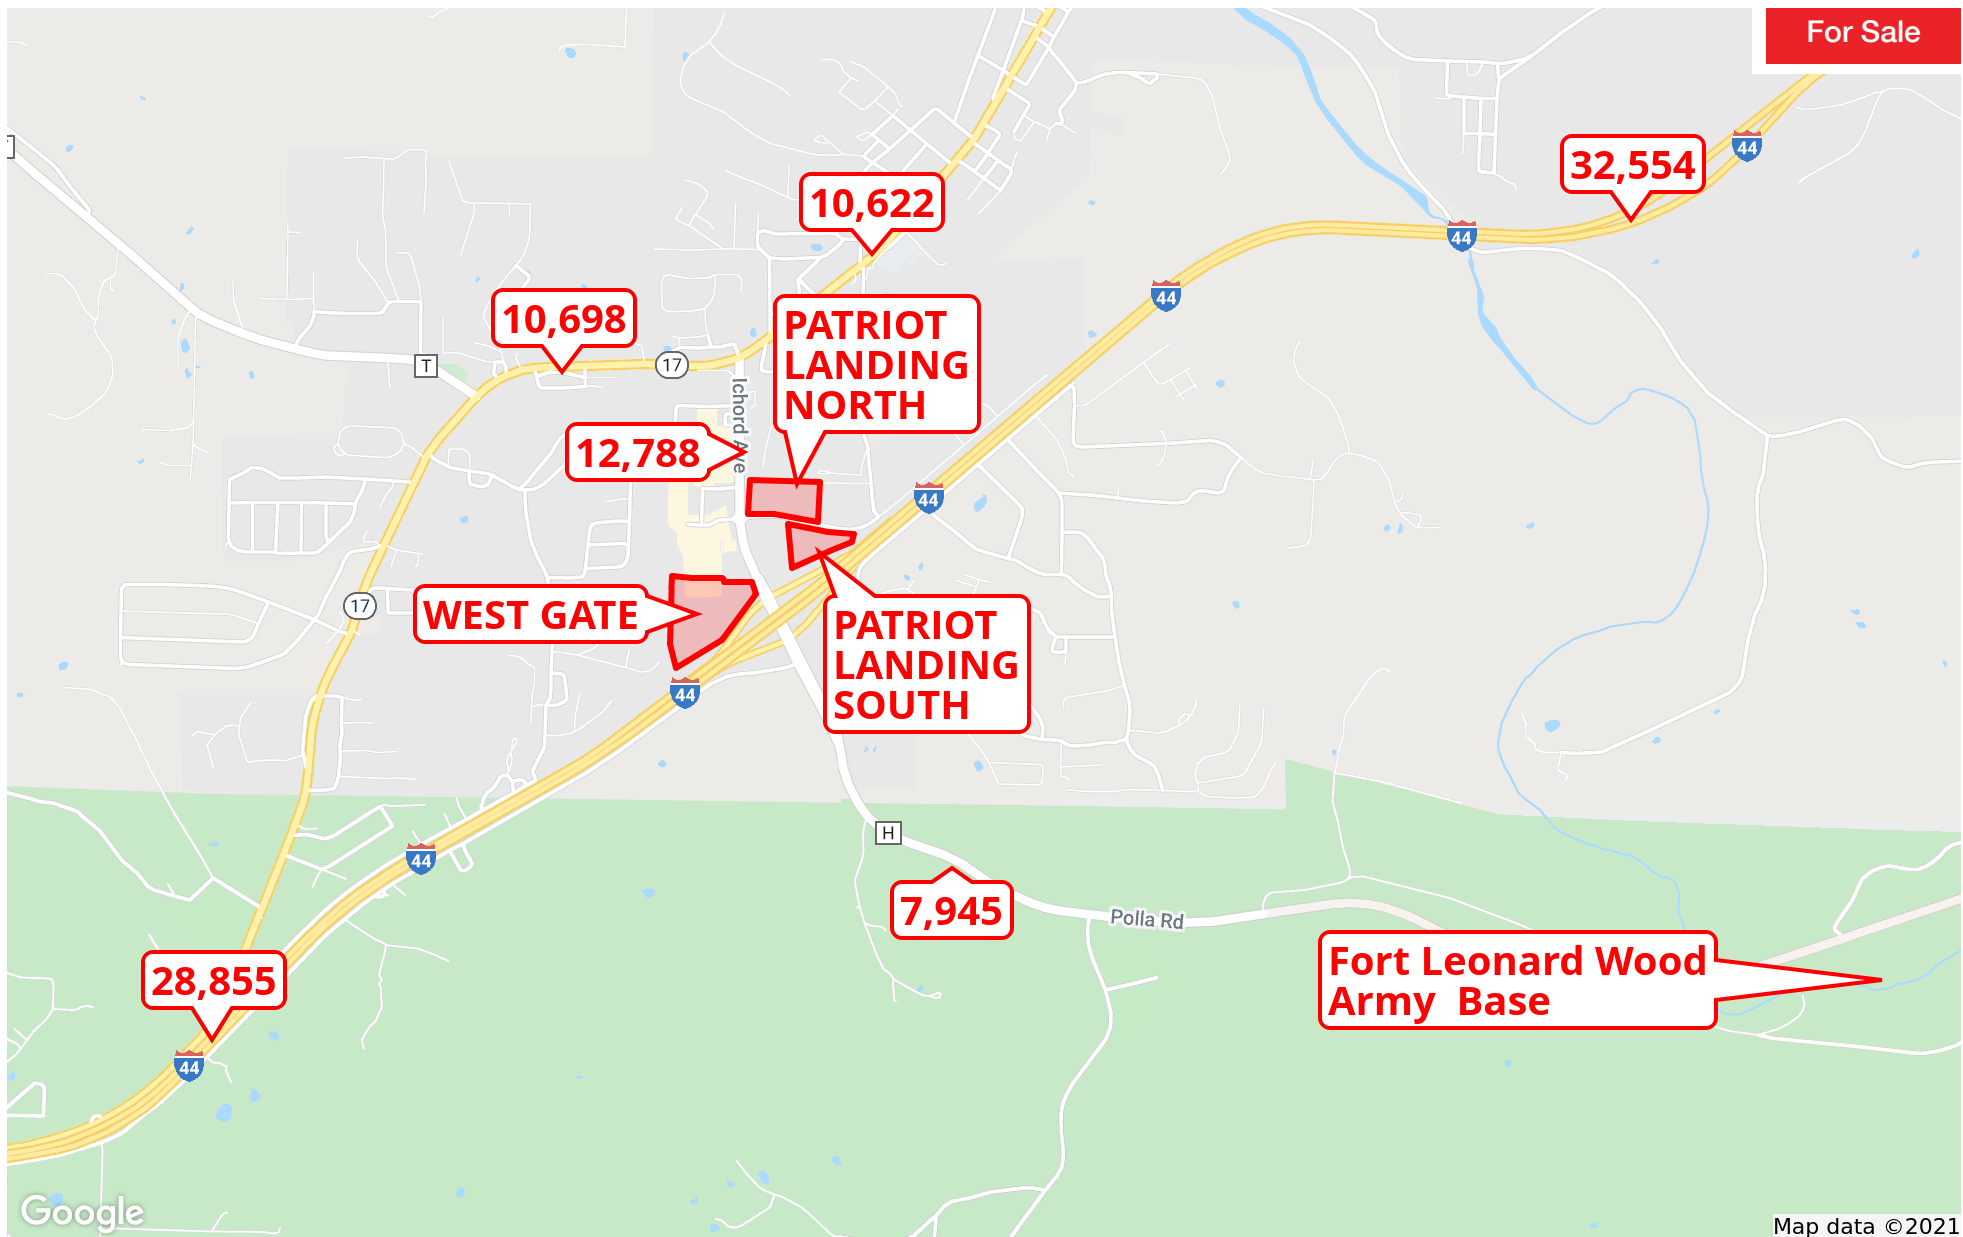 For Sale
44
32,554
10,622
44
44
10,698
PATRIOT
LANDING
NORTH
T
17
Ichord Ave
12,788
44
17
WEST GATE
PATRIOT
LANDING
SOUTH
44
H
44
7,945
Polla Rd
Fort Leonard Wood
Army  Base
28,855
44
Google
Map data ©2021